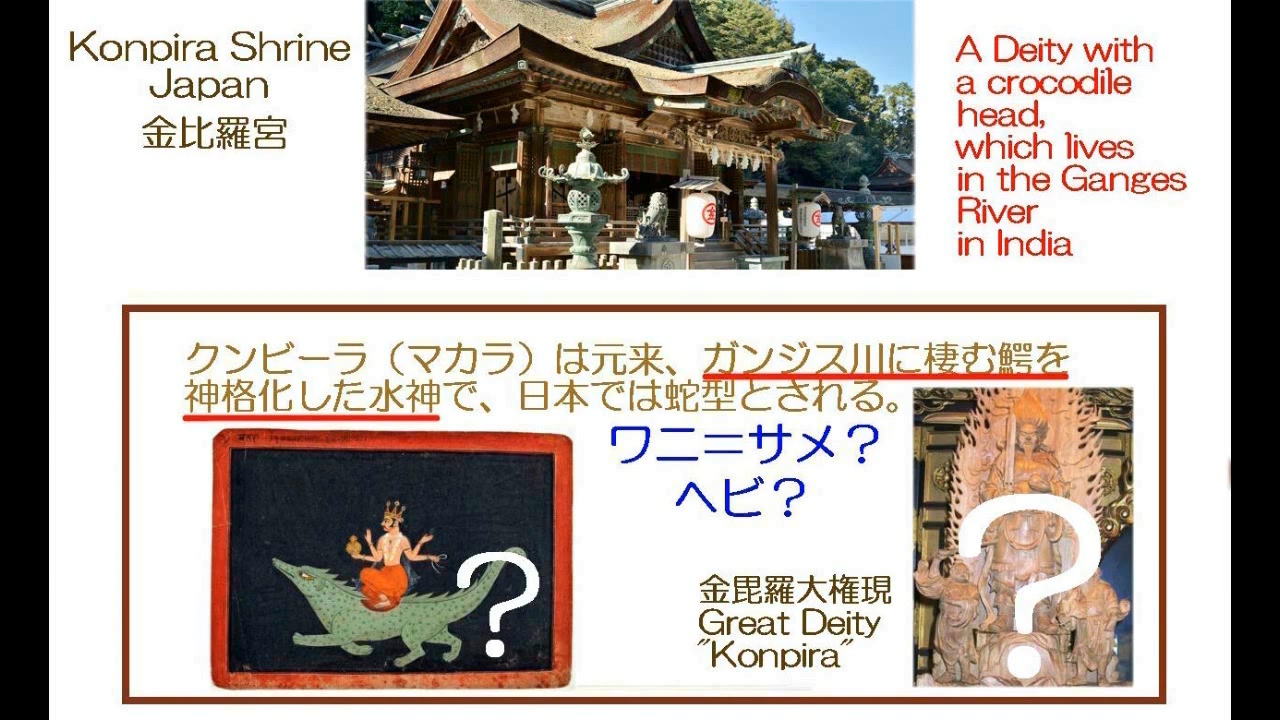 Konpira Shrine
Japan
金比羅宮
A Deity with
a crocodile
head,
which lives
in the Ganges
River
in India
クンビーラ（マカラ）は元来、ガンジス川に棲む鰐を
神格化した水神で、日本では蛇型とされる。
ワニ＝サメ？
ヘビ？
?
?
金毘羅大権現
Great Deity
"Konpira"